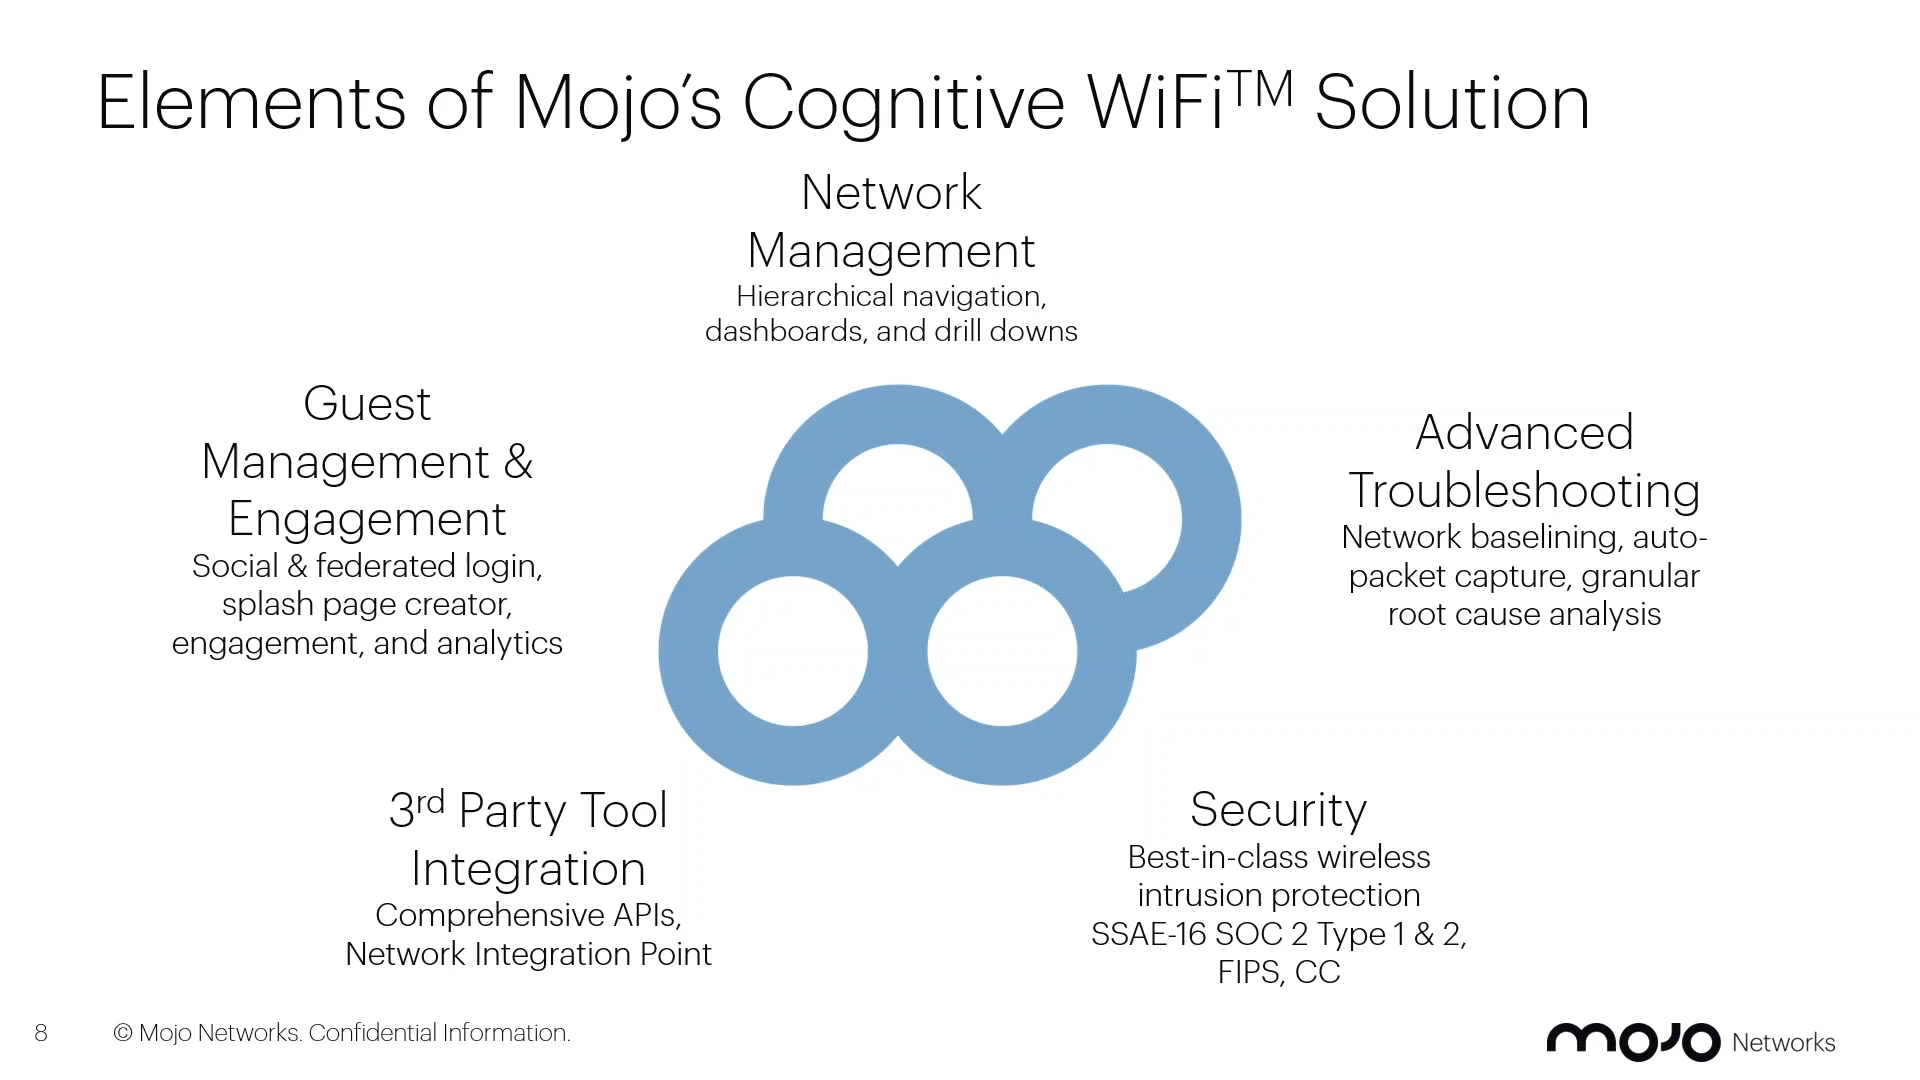 Elements of Mojo’s Cognitive WiFi™ Solution
Network
Management
Hierarchical navigation,
dashboards, and drill downs
Guest
Management &
Engagement
Social & federated login,
splash page creator,
engagement, and analytics
Advanced
Troubleshooting
Network baselining, auto-
packet capture, granular
root cause analysis
3rd Party Tool
Integration
Comprehensive APIs,
Network Integration Point
Security
Best-in-class wireless
intrusion protection
SSAE-16 SOC 2 Type 1 & 2,
FIPS, CC
8
© Mojo Networks. Confidential Information.
mojo Networks